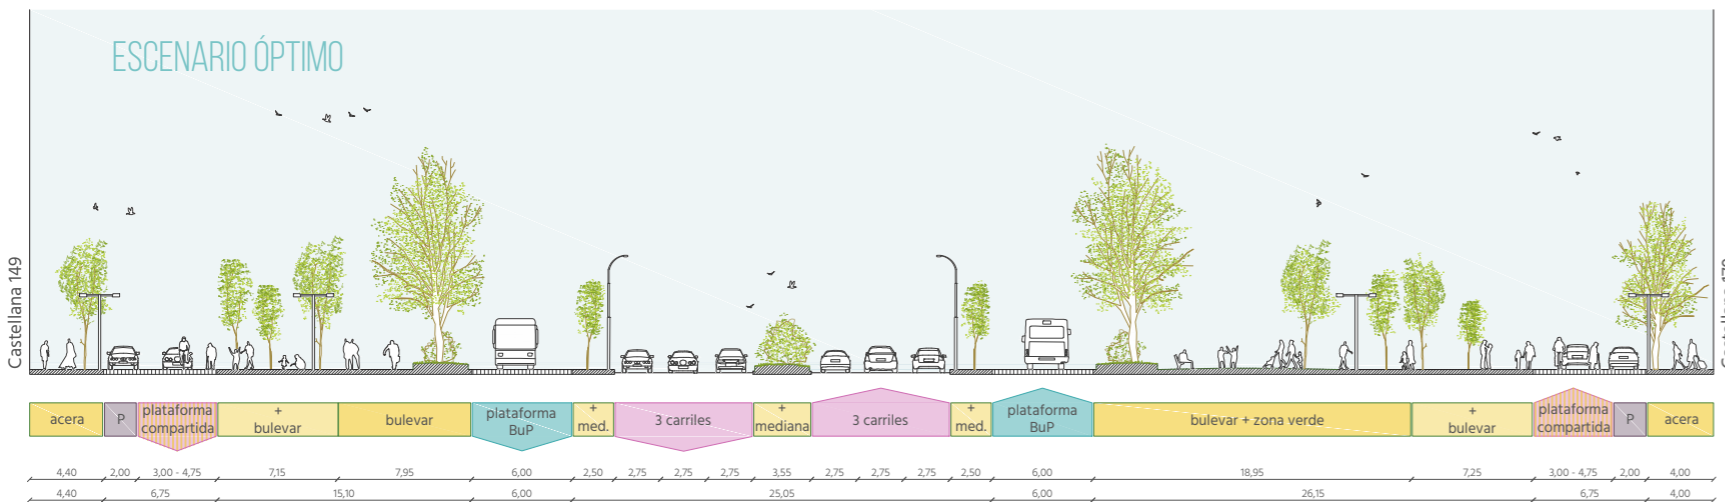 ESCENARIO ÓPTIMO
Castellana 149
acera
P
plataforma
compartida
+
bulevar
bulevar
plataforma
BuP
+
med.
3 carriles
+
mediana
3 carriles
+
med.
plataforma
BuP
bulevar + zona verde
+
bulevar
plataforma
compartida
P
acera
4,40 2,00 3,00 - 4,75 7,15 7,95 6,00 2,50 2,75 2,75 2,75 3,55 2,75 2,75 2,75 2,50 6,00 18,95 7,25 3,00 - 4,75 2,00 4,00
4,40 6,75 15,10 6,00 25,05 6,00 26,15 6,75 4,00